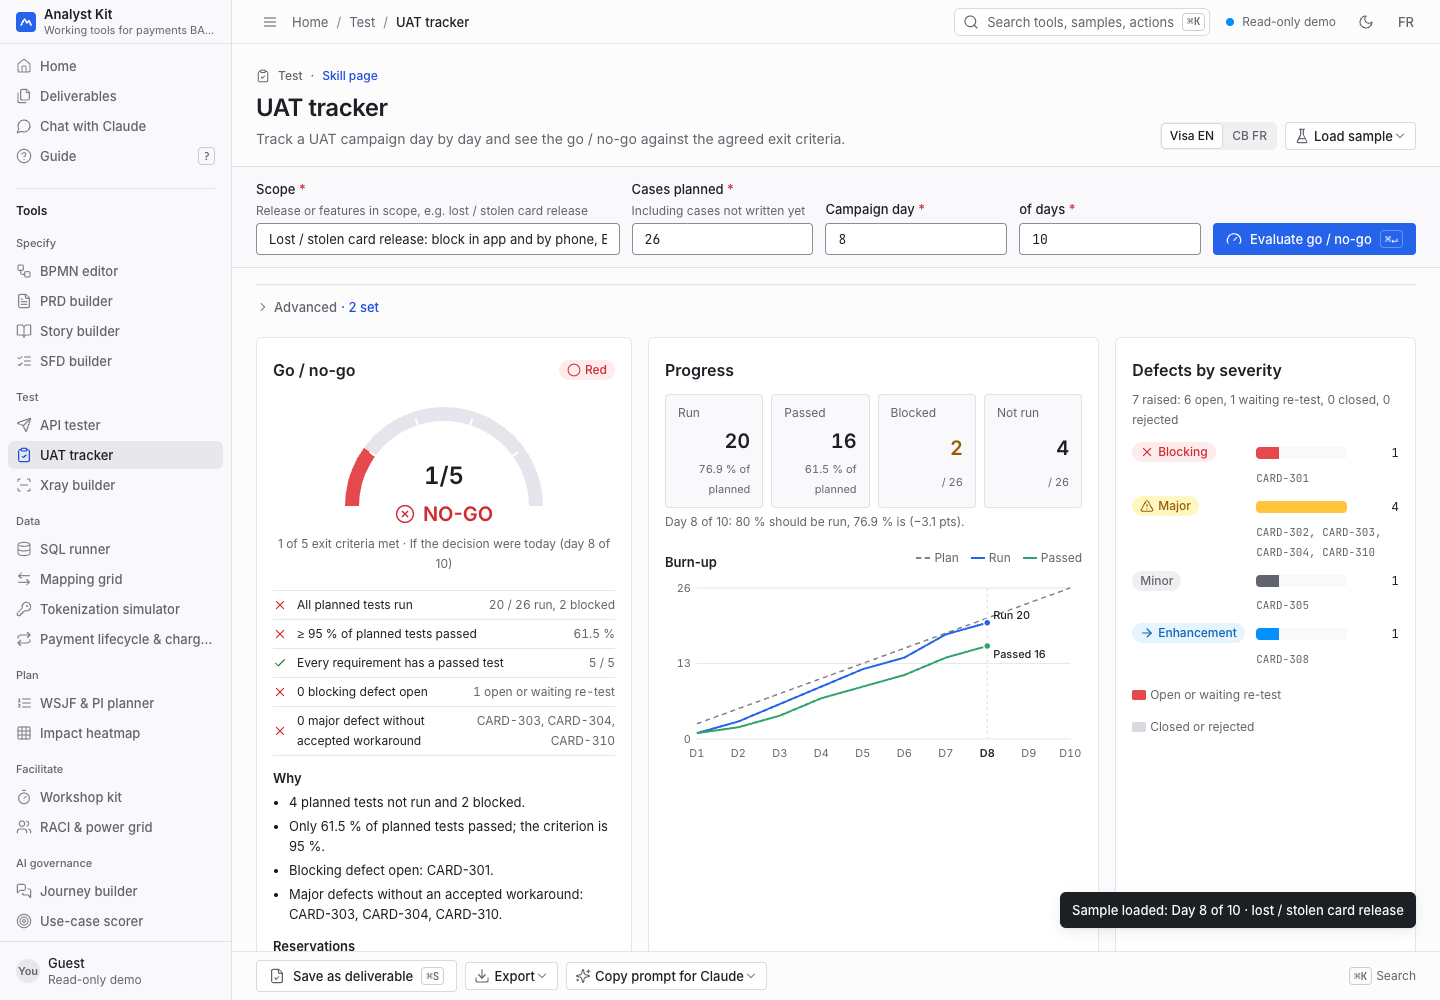 Analyst Kit
Working tools for payments BA...
Home
Deliverables
Chat with Claude
Guide ?
Tools
Specify
BPMN editor
PRD builder
Story builder
SFD builder
Test
API tester
UAT tracker
Xray builder
Data
SQL runner
Mapping grid
Tokenization simulator
Payment lifecycle & charg...
Plan
WSJF & PI planner
Impact heatmap
Facilitate
Workshop kit
RACI & power grid
AI governance
Journey builder
Use-case scorer
You
Guest
Read-only demo
Home / Test / UAT tracker
Search tools, samples, actions ⌘K
Read-only demo
FR
Test · Skill page
UAT tracker
Track a UAT campaign day by day and see the go / no-go against the agreed exit criteria.
Visa EN CB FR
Load sample
Scope *
Release or features in scope, e.g. lost / stolen card release
Lost / stolen card release: block in app and by phone, E
Cases planned *
Including cases not written yet
26
Campaign day *
8
of days *
10
Evaluate go / no-go ⌘↵
Advanced · 2 set
Go / no-go
Red
1/5
NO-GO
1 of 5 exit criteria met · If the decision were today (day 8 of
10)
All planned tests run 20 / 26 run, 2 blocked
≥ 95 % of planned tests passed 61.5 %
Every requirement has a passed test 5 / 5
0 blocking defect open 1 open or waiting re-test
0 major defect without
accepted workaround
CARD-303, CARD-304,
CARD-310
Why
• 4 planned tests not run and 2 blocked.
• Only 61.5 % of planned tests passed; the criterion is
95 %.
• Blocking defect open: CARD-301.
• Major defects without an accepted workaround:
CARD-303, CARD-304, CARD-310.
Reservations
Progress
Run
20
76.9 % of
planned
Passed
16
61.5 % of
planned
Blocked
2
/ 26
Not run
4
/ 26
Day 8 of 10: 80 % should be run, 76.9 % is (−3.1 pts).
Burn-up
Plan Run Passed
26
13
0
Run 20
Passed 16
D1 D2 D3 D4 D5 D6 D7 D8 D9 D10
Defects by severity
7 raised: 6 open, 1 waiting re-test, 0 closed, 0
rejected
Blocking 1
CARD-301
Major 4
CARD-302, CARD-303,
CARD-304, CARD-310
Minor 1
CARD-305
Enhancement 1
CARD-308
Open or waiting re-test
Closed or rejected
Sample loaded: Day 8 of 10 · lost / stolen card release
Save as deliverable ⌘S
Export
Copy prompt for Claude
⌘K Search